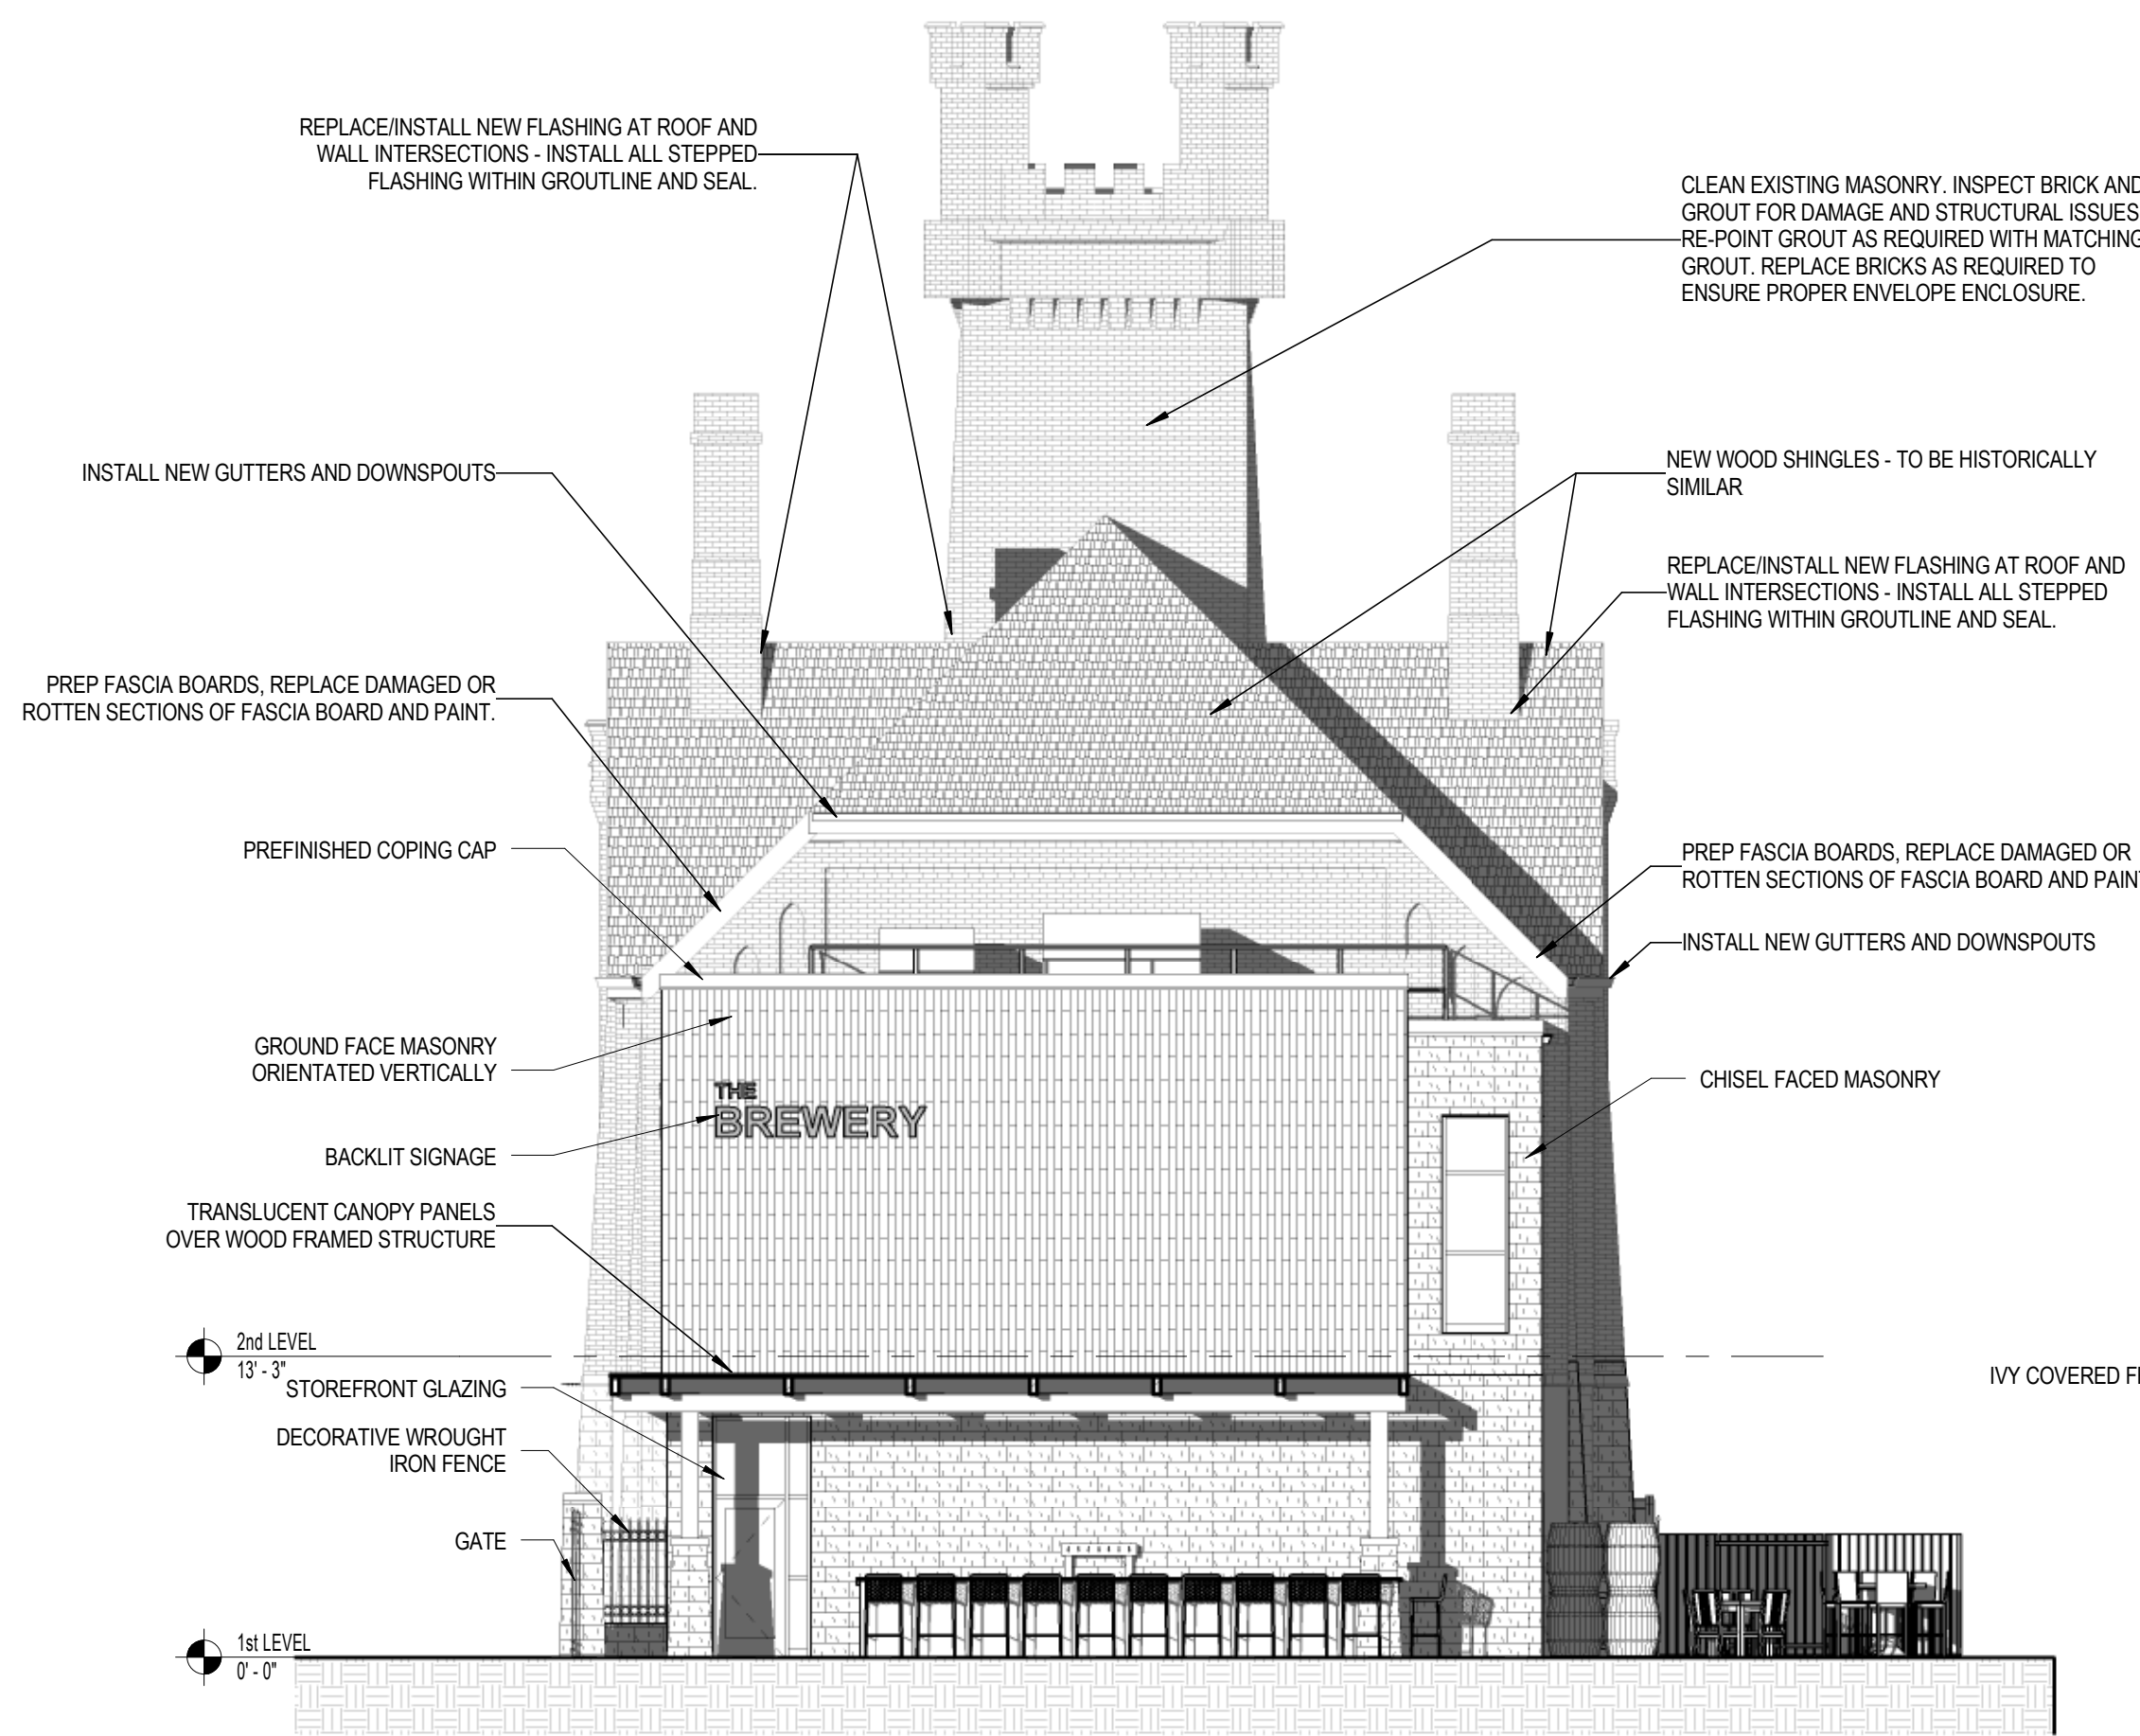 REPLACE/INSTALL NEW FLASHING AT ROOF AND
WALL INTERSECTIONS - INSTALL ALL STEPPED
FLASHING WITHIN GROUTLINE AND SEAL.
CLEAN EXISTING MASONRY. INSPECT BRICK AND
GROUT FOR DAMAGE AND STRUCTURAL ISSUES
RE-POINT GROUT AS REQUIRED WITH MATCHING
GROUT. REPLACE BRICKS AS REQUIRED TO
ENSURE PROPER ENVELOPE ENCLOSURE.
INSTALL NEW GUTTERS AND DOWNSPOUTS
NEW WOOD SHINGLES - TO BE HISTORICALLY
SIMILAR
REPLACE/INSTALL NEW FLASHING AT ROOF AND
WALL INTERSECTIONS - INSTALL ALL STEPPED
FLASHING WITHIN GROUTLINE AND SEAL.
PREP FASCIA BOARDS, REPLACE DAMAGED OR
ROTTEN SECTIONS OF FASCIA BOARD AND PAINT.
PREFINISHED COPING CAP
PREP FASCIA BOARDS, REPLACE DAMAGED OR
ROTTEN SECTIONS OF FASCIA BOARD AND PAINT
INSTALL NEW GUTTERS AND DOWNSPOUTS
GROUND FACE MASONRY
ORIENTATED VERTICALLY
CHISEL FACED MASONRY
THE
BREWERY
BACKLIT SIGNAGE
TRANSLUCENT CANOPY PANELS
OVER WOOD FRAMED STRUCTURE
2nd LEVEL
13' - 3"
IVY COVERED
STOREFRONT GLAZING
DECORATIVE WROUGHT
IRON FENCE
GATE
1st LEVEL
0' - 0"